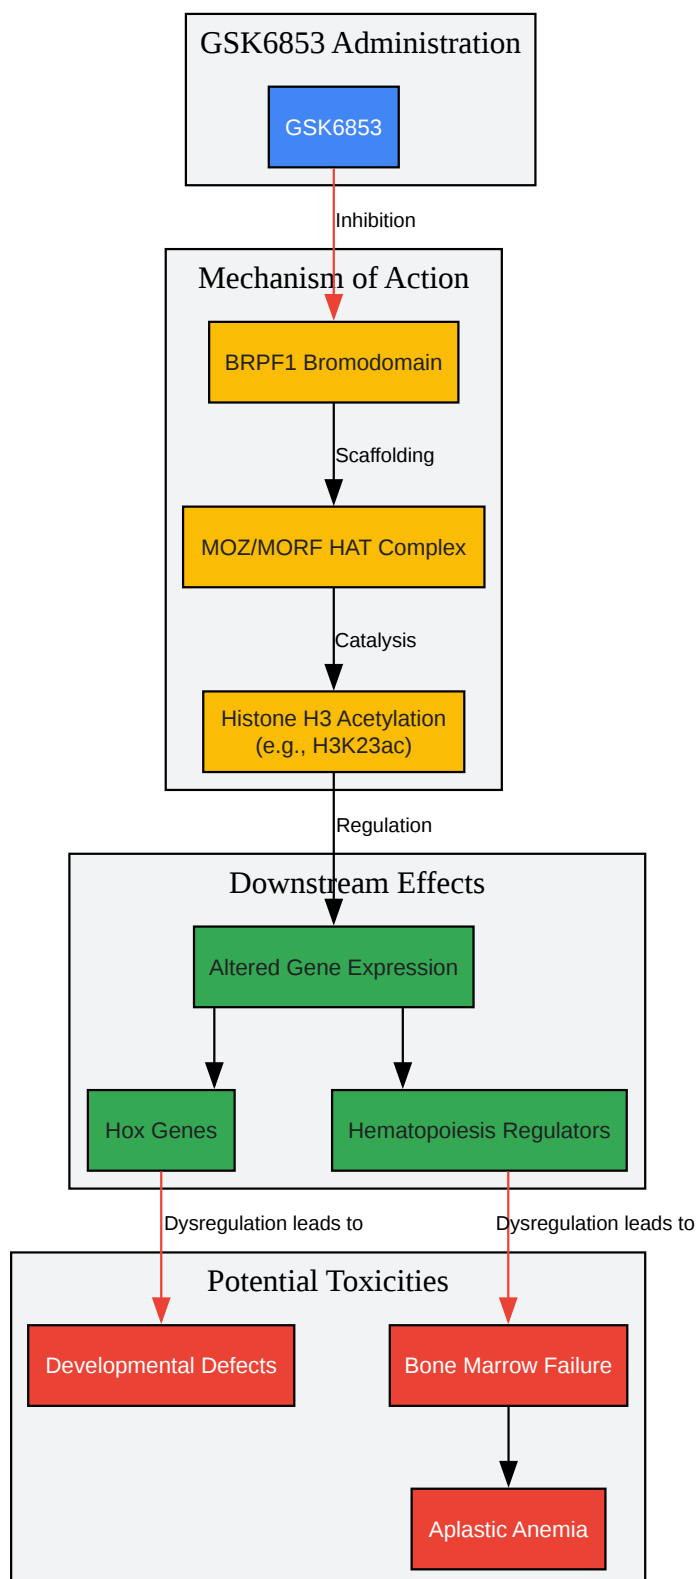 GSK6853 Administration
GSK6853
Inhibition
Mechanism of Action
BRPF1 Bromodomain
Scaffolding
MOZ/MORF HAT Complex
Catalysis
Histone H3 Acetylation
(e.g., H3K23ac)
Regulation
Downstream Effects
Altered Gene Expression
Hox Genes
Hematopoiesis Regulators
Dysregulation leads to
Dysregulation leads to
Potential Toxicities
Developmental Defects
Bone Marrow Failure
Aplastic Anemia